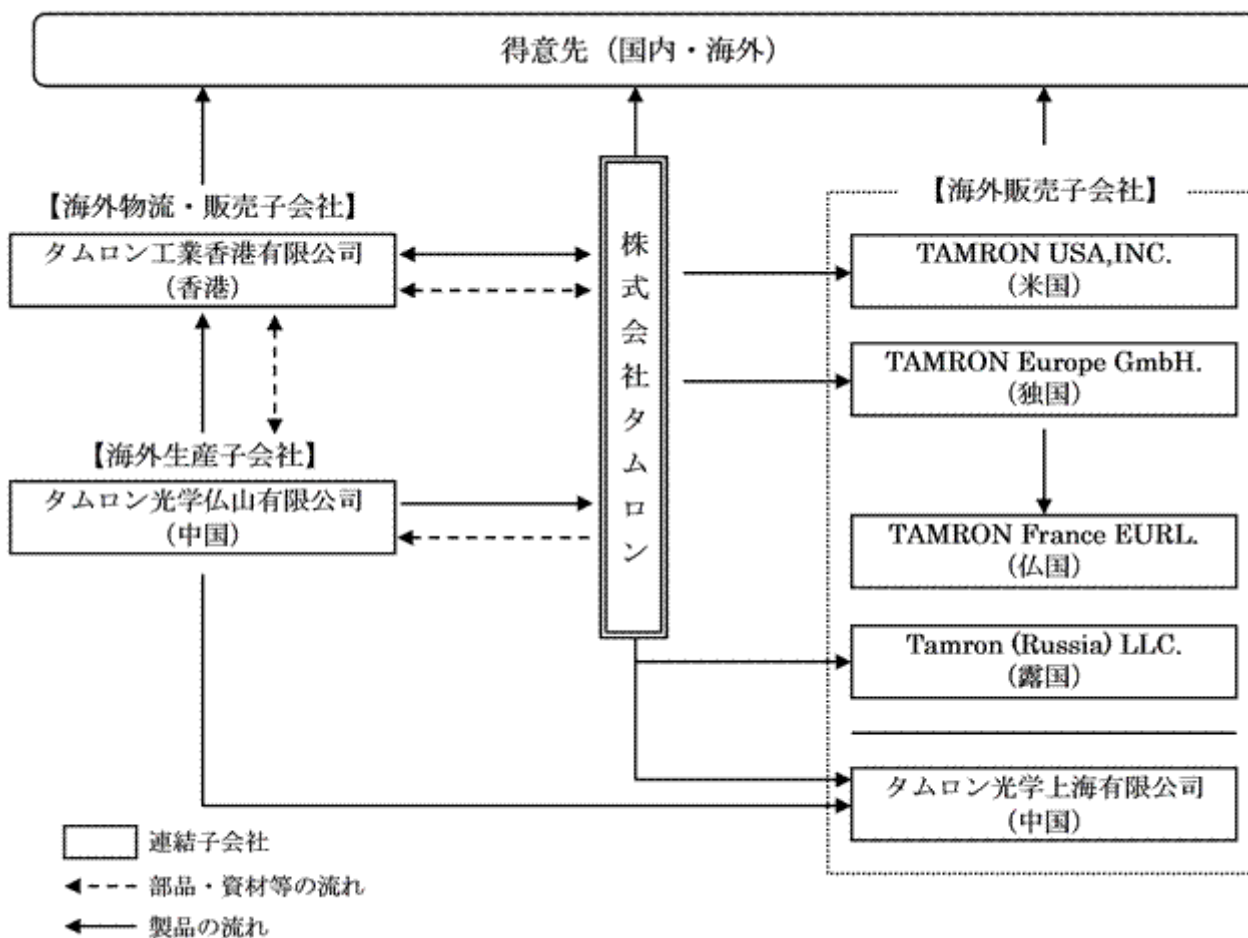 得意先（国内・海外）
【海外物流・販売子会社】
タムロン工業香港有限公司
（香港）
【海外生産子会社】
タムロン光学仏山有限公司
（中国）
株式会社タムロン
【海外販売子会社】
TAMRON USA,INC.
（米国）
TAMRON Europe GmbH.
（独国）
TAMRON France EURL.
（仏国）
Tamron (Russia) LLC.
（露国）
タムロン光学上海有限公司
（中国）
連結子会社
部品・資材等の流れ
製品の流れ